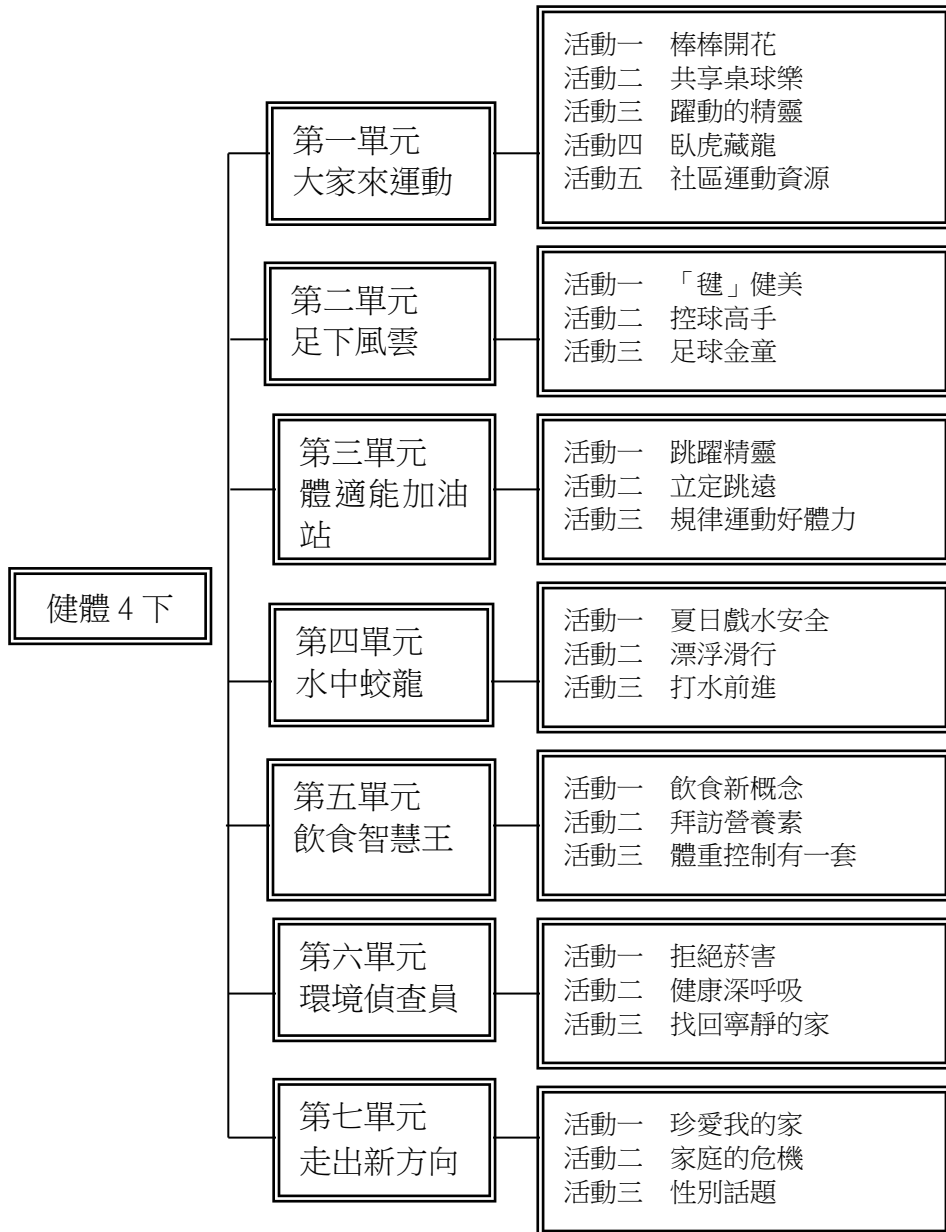 健體 4 下
第一單元
大家來運動
活動一　棒棒開花
活動二　共享桌球樂
活動三　躍動的精靈
活動四　臥虎藏龍
活動五　社區運動資源
第二單元
足下風雲
活動一　「毽」健美
活動二　控球高手
活動三　足球金童
第三單元
體適能加油
站
活動一　跳躍精靈
活動二　立定跳遠
活動三　規律運動好體力
第四單元
水中蛟龍
活動一　夏日戲水安全
活動二　漂浮滑行
活動三　打水前進
第五單元
飲食智慧王
活動一　飲食新概念
活動二　拜訪營養素
活動三　體重控制有一套
第六單元
環境偵查員
活動一　拒絕菸害
活動二　健康深呼吸
活動三　找回寧靜的家
第七單元
走出新方向
活動一　珍愛我的家
活動二　家庭的危機
活動三　性別話題